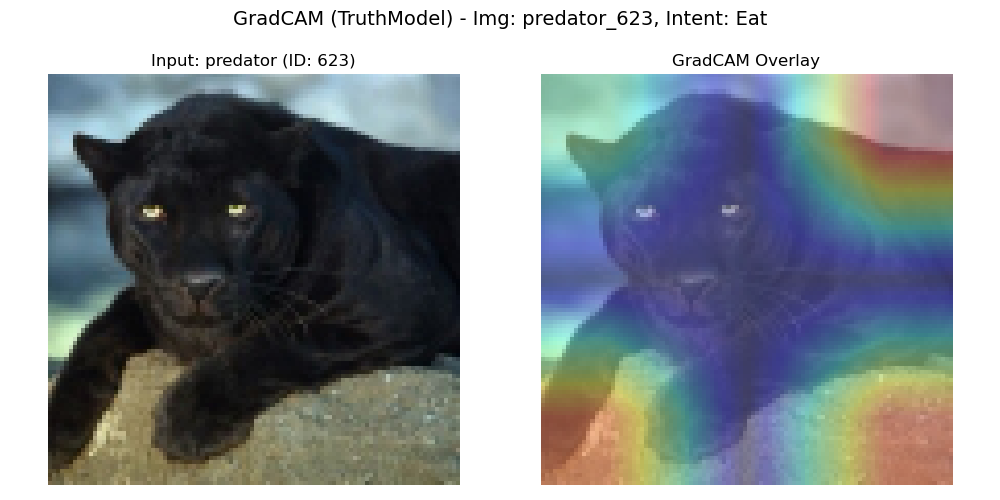 GradCAM (TruthModel) - Img: predator_623, Intent: Eat
Input: predator (ID: 623)
GradCAM Overlay